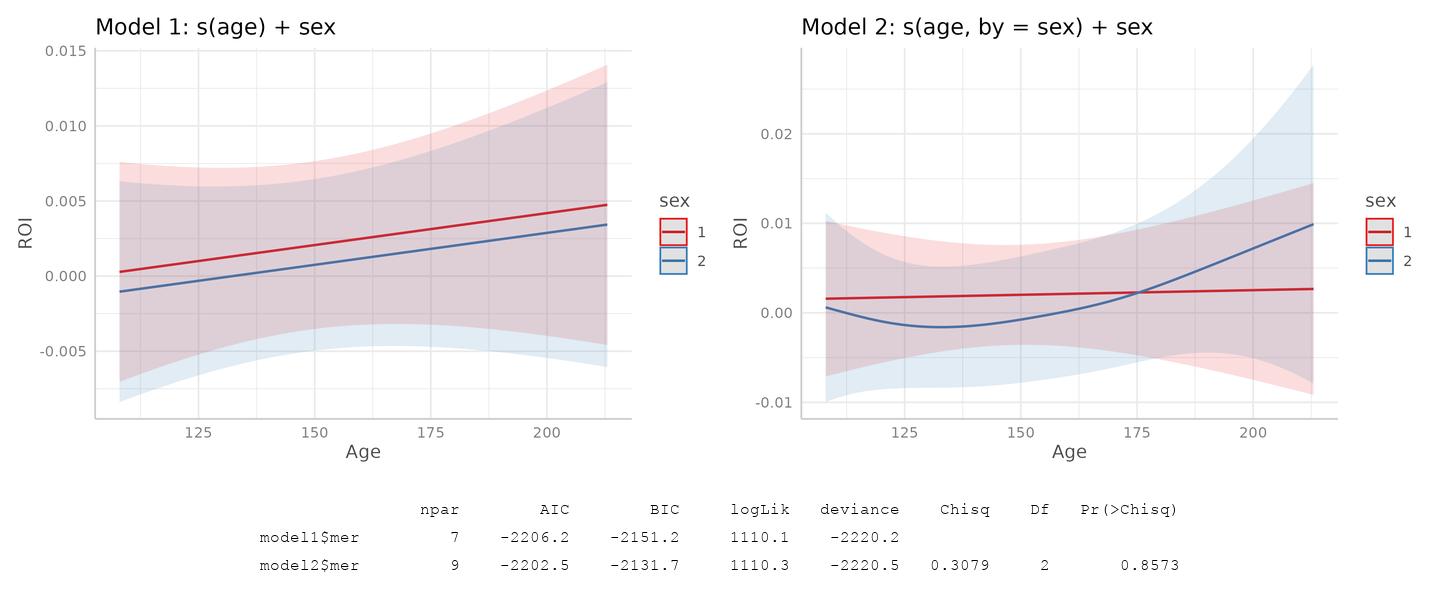 Model 1: s(age) + sex
0.015
0.010
0.005
0.000
-0.005
ROI
125 150 175 200
Age
sex
1
2
Model 2: s(age, by = sex) + sex
0.02
0.01
0.00
-0.01
ROI
125 150 175 200
Age
sex
1
2
npar AIC BIC logLik deviance Chisq Df Pr(>Chisq)
model1$mer 7 -2206.2 -2151.2 1110.1 -2220.2
model2$mer 9 -2202.5 -2131.7 1110.3 -2220.5 0.3079 2 0.8573